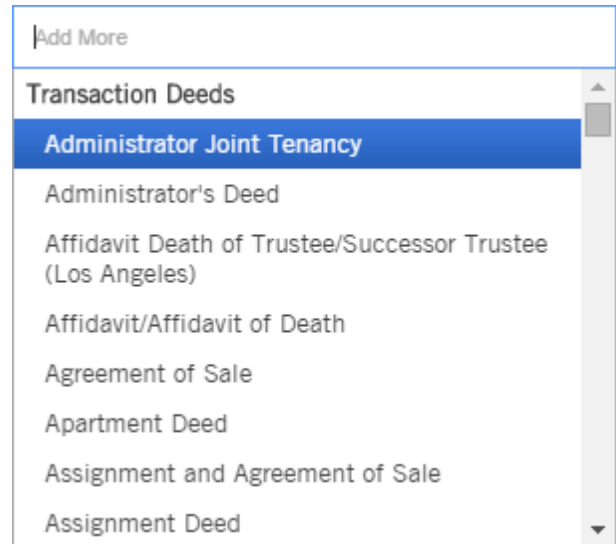 Add More
Transaction Deeds
Administrator Joint Tenancy
Administrator's Deed
Affidavit Death of Trustee/Successor Trustee
(Los Angeles)
Affidavit/Affidavit of Death
Agreement of Sale
Apartment Deed
Assignment and Agreement of Sale
Assignment Deed